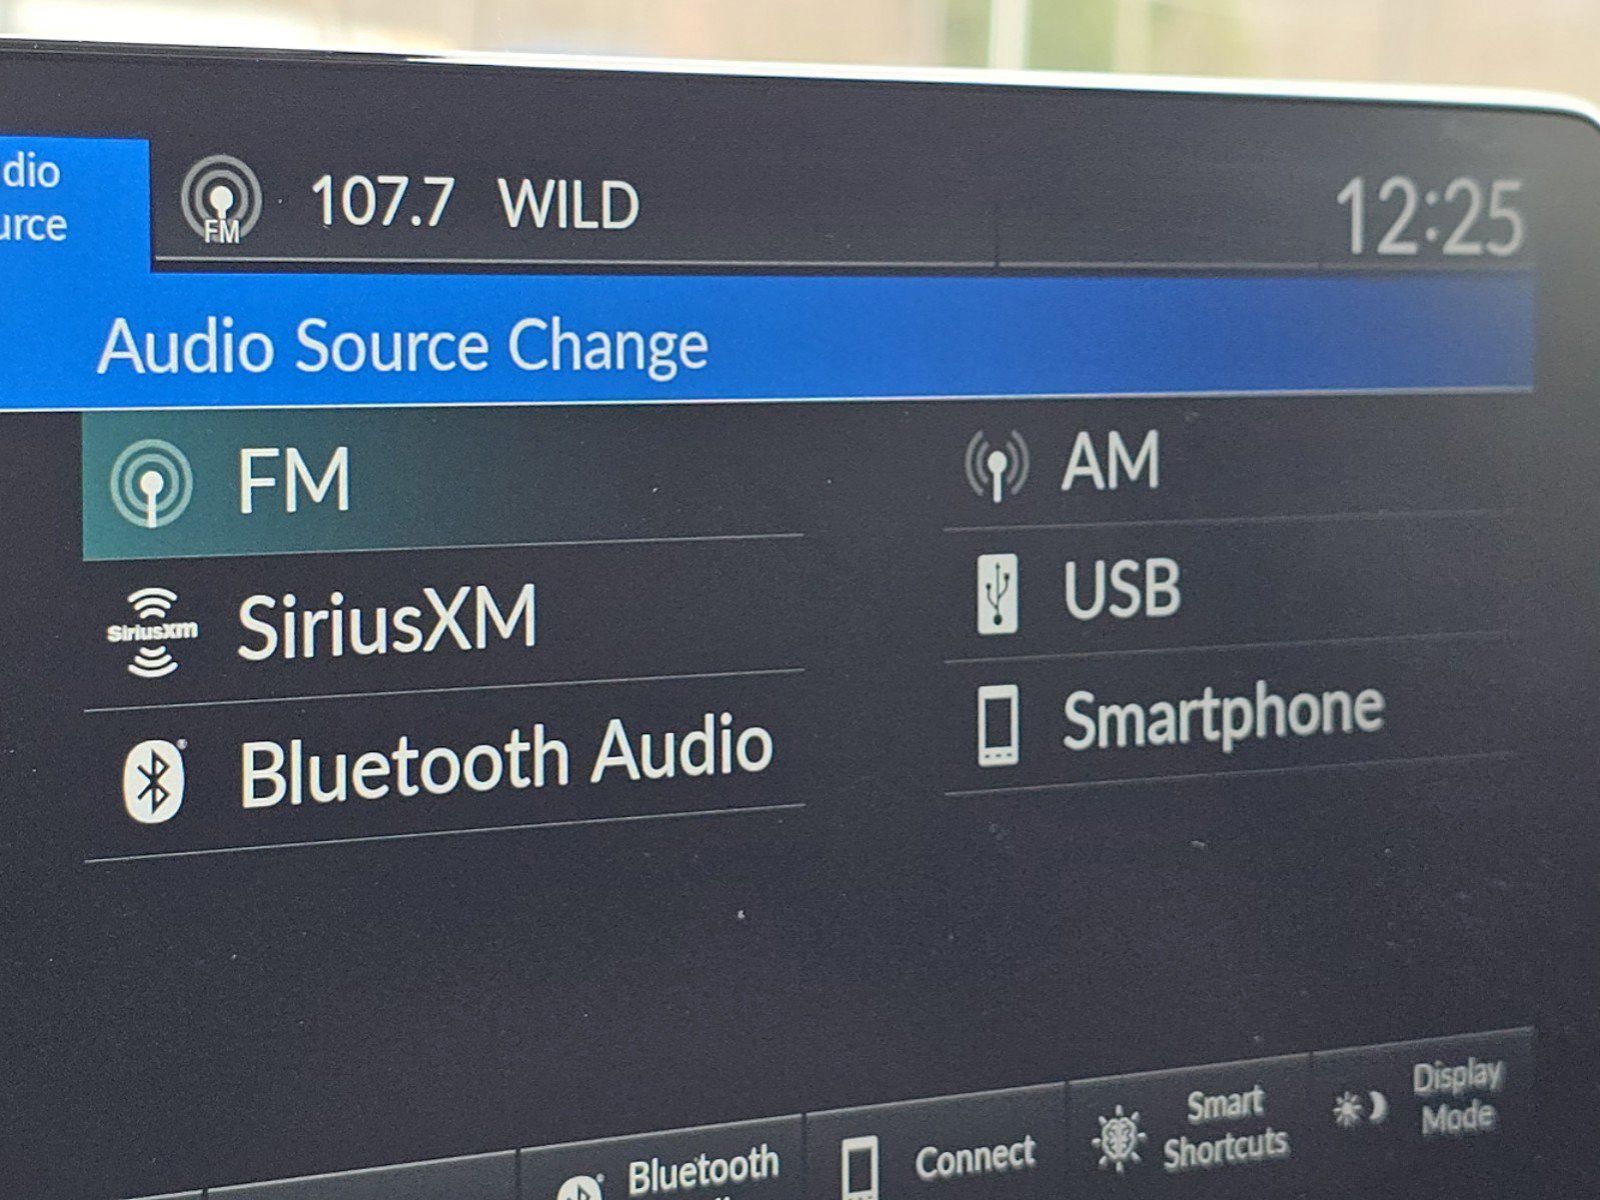 dio
urce
FM
107.7 WILD
12:25
Audio Source Change
FM
AM
SiriusXm
SiriusXM
USB
Bluetooth Audio
Smartphone
Bluetooth
Connect
Smart
Shortcuts
Display
Mode